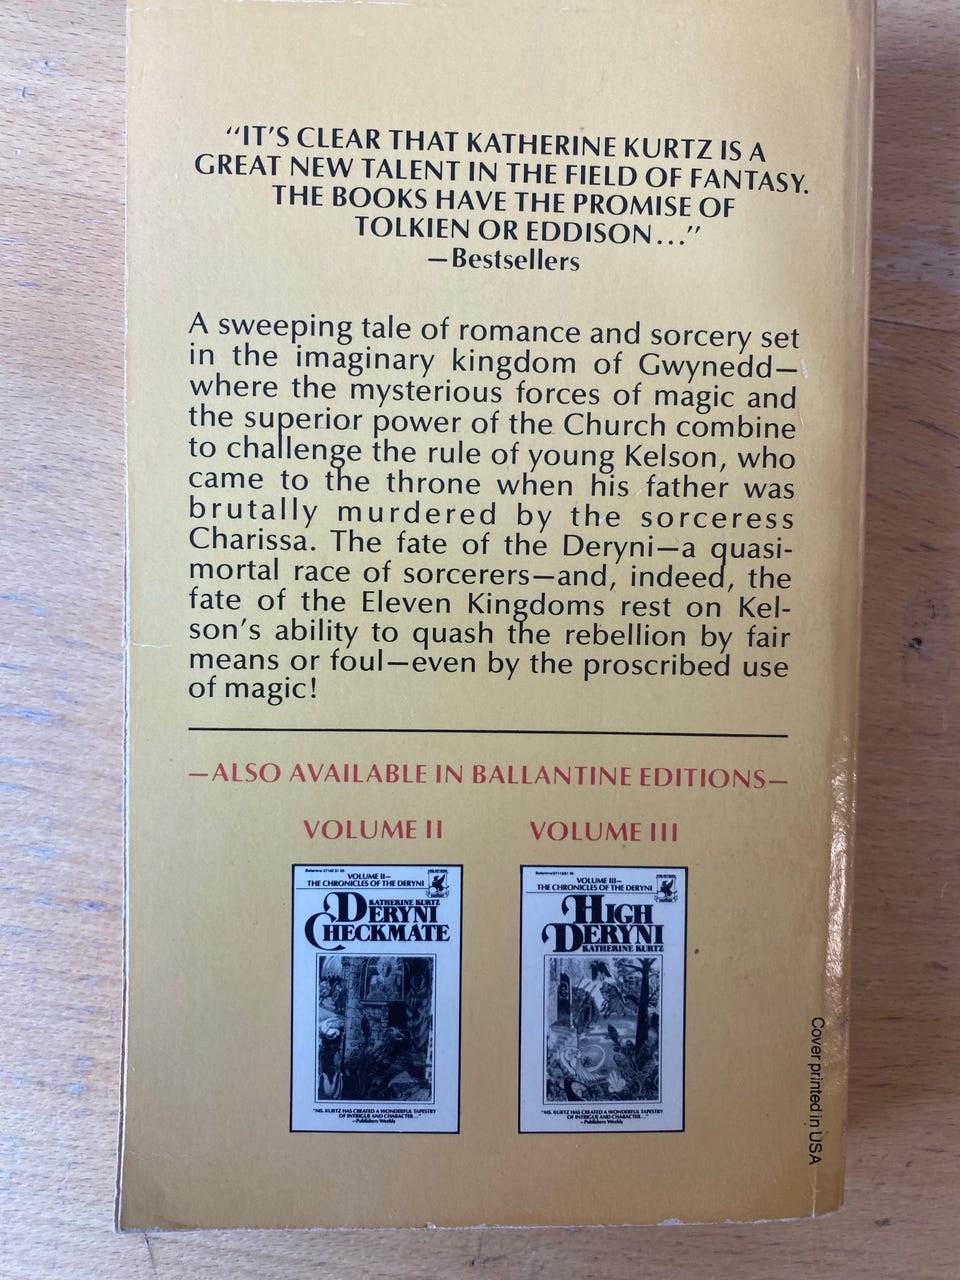 “IT’S CLEAR THAT KATHERINE KURTZ IS A
GREAT NEW TALENT IN THE FIELD OF FANTASY.
THE BOOKS HAVE THE PROMISE OF
TOLKIEN OR EDDISON...”
—Bestsellers
A sweeping tale of romance and sorcery set
in the imaginary kingdom of Gwynedd—
where the mysterious forces of magic and
the superior power of the Church combine
to challenge the rule of young Kelson, who
came to the throne when his father was
brutally murdered by the sorceress
Charissa. The fate of the Deryni—a quasi-
mortal race of sorcerers—and, indeed, the
fate of the Eleven Kingdoms rest on Kel-
son’s ability to quash the rebellion by fair
means or foul—even by the proscribed use
of magic!
—ALSO AVAILABLE IN BALLANTINE EDITIONS—
VOLUME II
VOLUME II—
THE CHRONICLES OF THE DERYNI
KATHERINE KURTZ
DERYNI
CHECKMATE
“MS. KURTZ HAS CREATED A WONDERFUL TAPESTRY
OF INTRIGUE AND CHARACTER...”
—Publishers Weekly
VOLUME III
VOLUME III—
THE CHRONICLES OF THE DERYNI
HIGH
DERYNI
KATHERINE KURTZ
“MS. KURTZ HAS CREATED A WONDERFUL TAPESTRY
OF INTRIGUE AND CHARACTER...”
—Publishers Weekly
Cover printed in USA